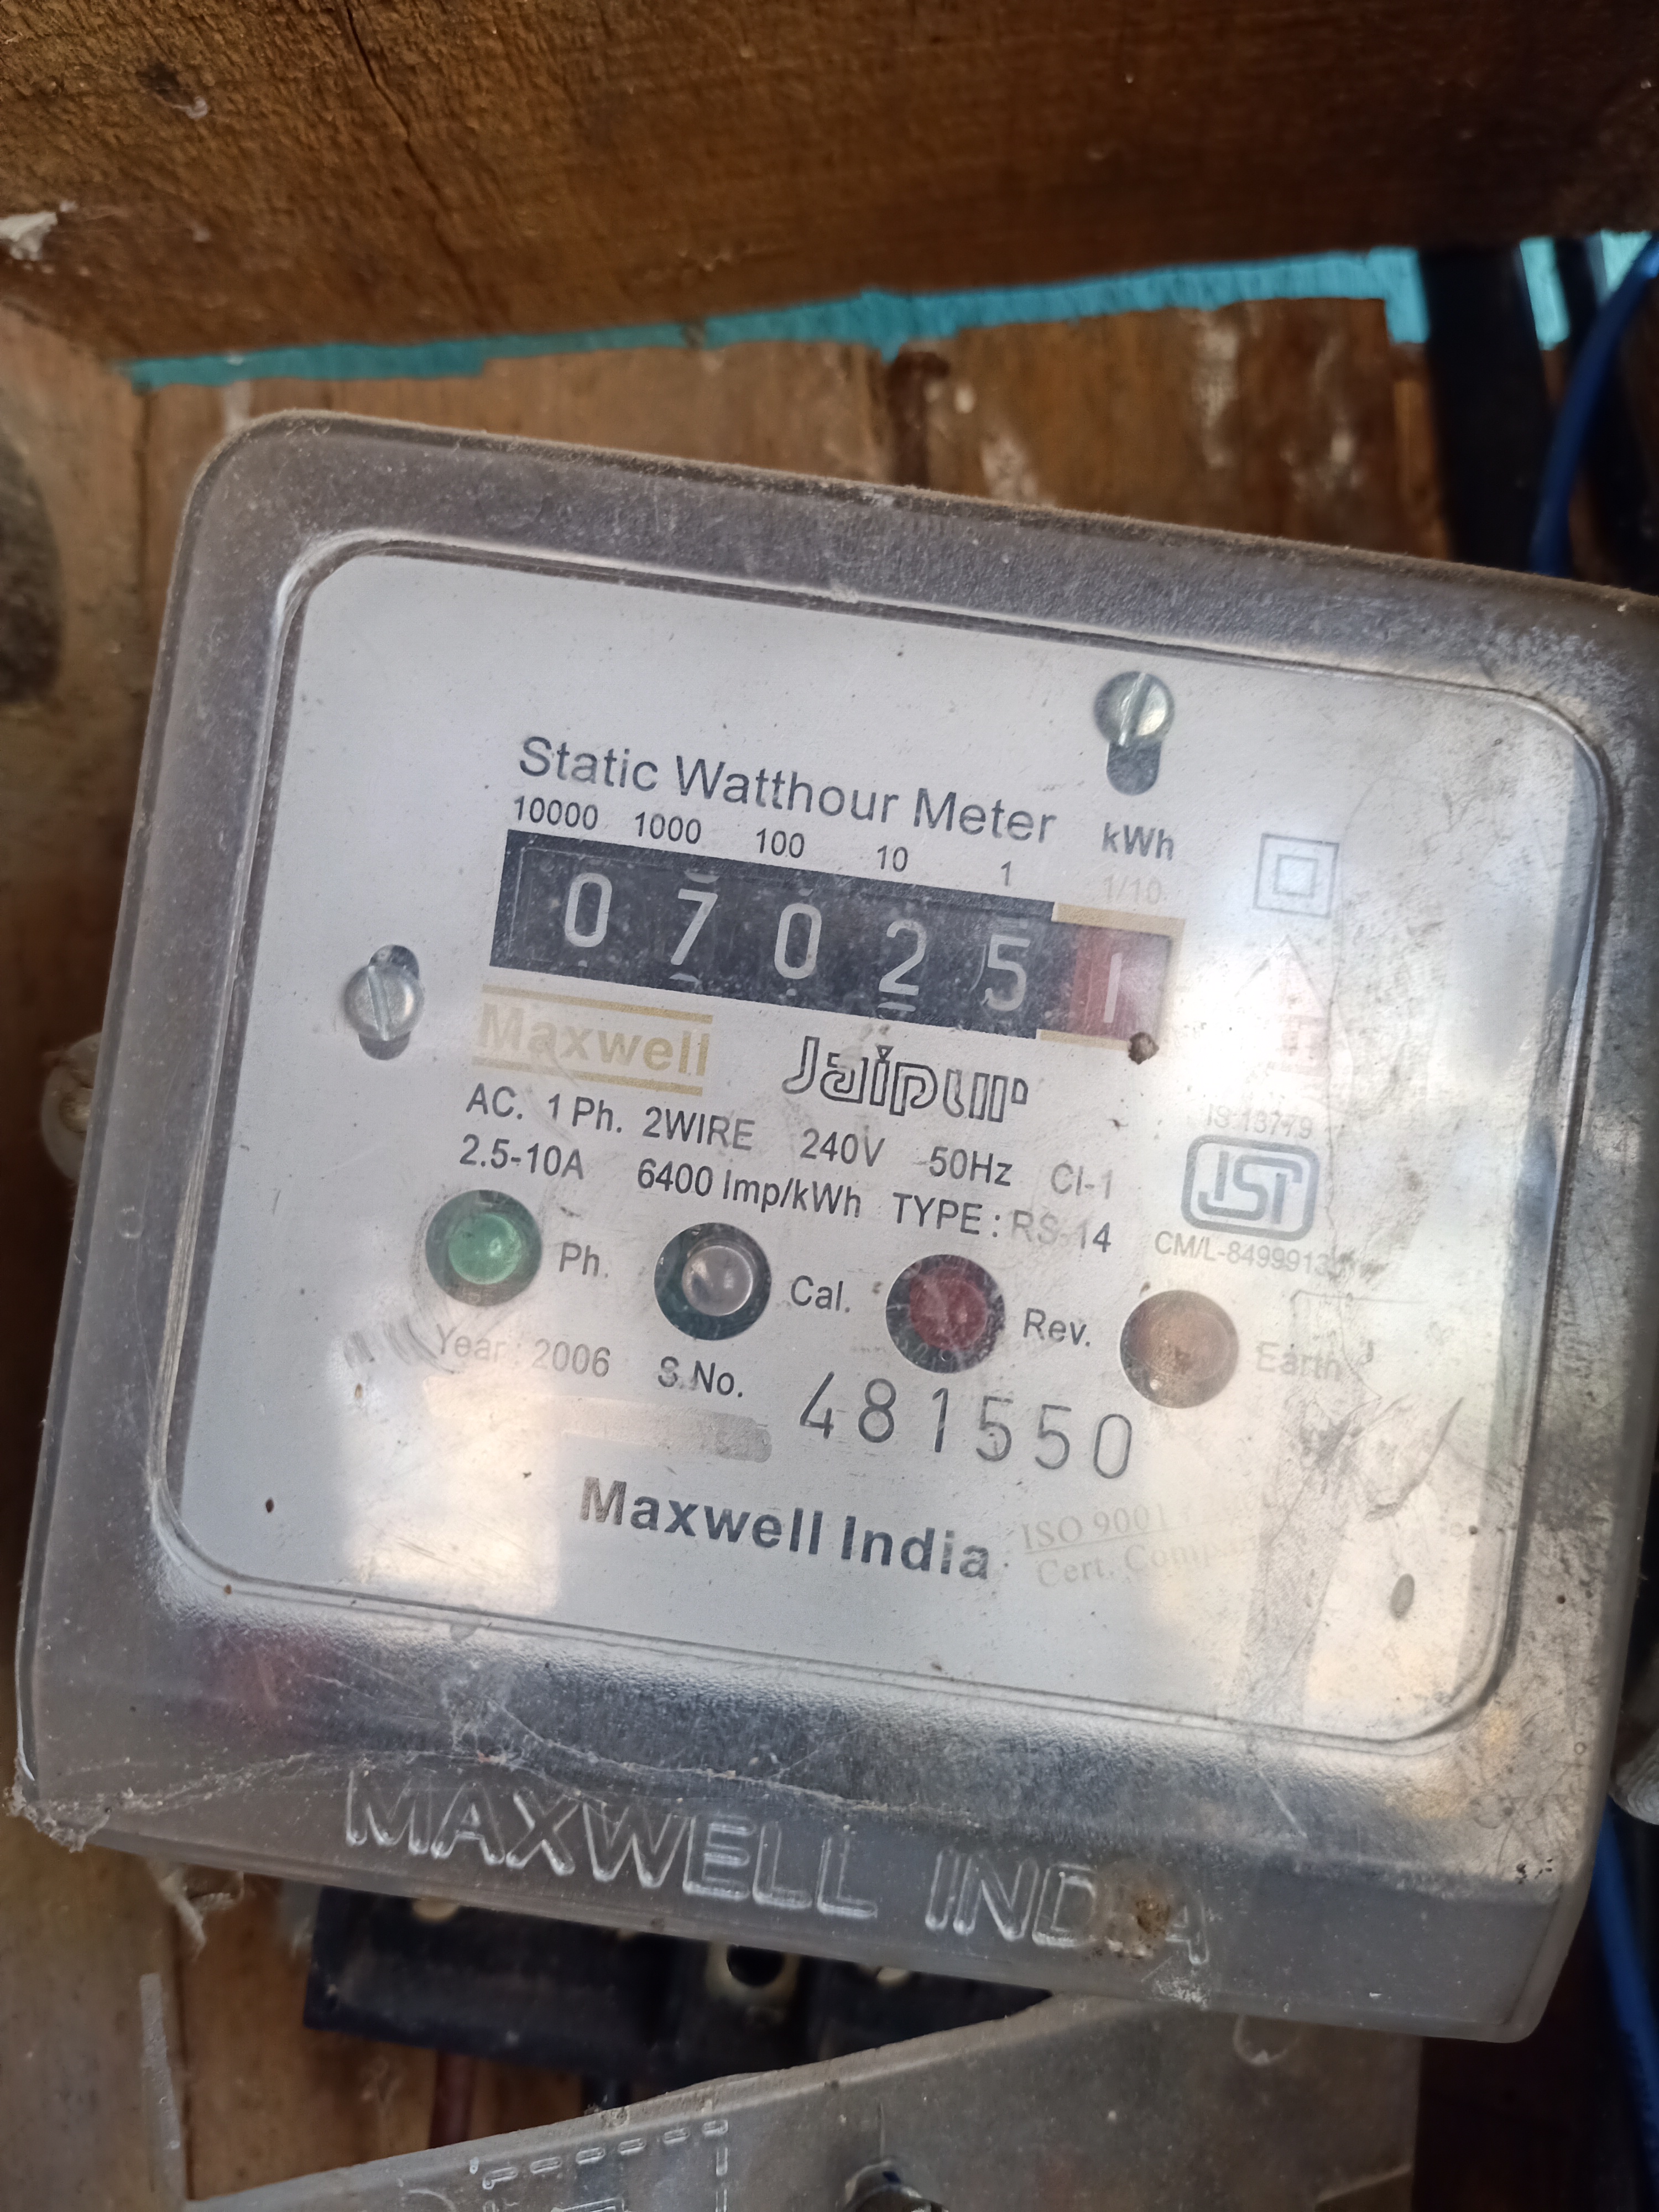 Static Watthour Meter
10000 1000 100 10 1 kWh
1/10
0 7 0 2 5 1
Maxwell Jaipur
IS 13779
AC. 1 Ph. 2WIRE 240V 50Hz Cl-1
ISI
2.5-10A 6400 Imp/kWh TYPE : RS-14
Ph. Cal. Rev. Earth
Year : 2006 S.No. 481550
Maxwell India
ISO 9001
Cert.
MAXWELL INDIA